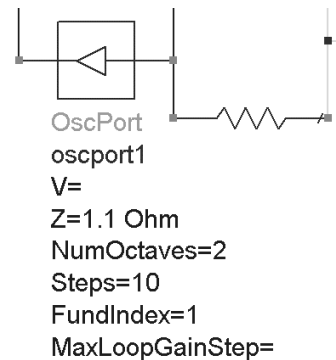 OscPort
oscport1
V=
Z=1.1 Ohm
NumOctaves=2
Steps=10
FundIndex=1
MaxLoopGainStep=